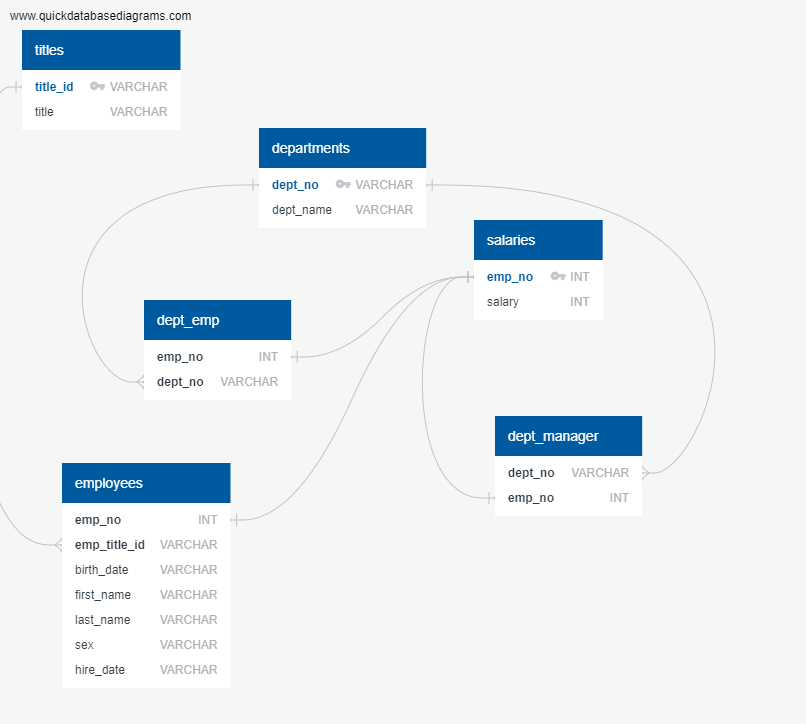 www.quickdatabasediagrams.com
titles
title_id VARCHAR
title VARCHAR
departments
dept_no VARCHAR
dept_name VARCHAR
salaries
emp_no INT
salary INT
dept_emp
emp_no INT
dept_no VARCHAR
dept_manager
dept_no VARCHAR
emp_no INT
employees
emp_no INT
emp_title_id VARCHAR
birth_date VARCHAR
first_name VARCHAR
last_name VARCHAR
sex VARCHAR
hire_date VARCHAR